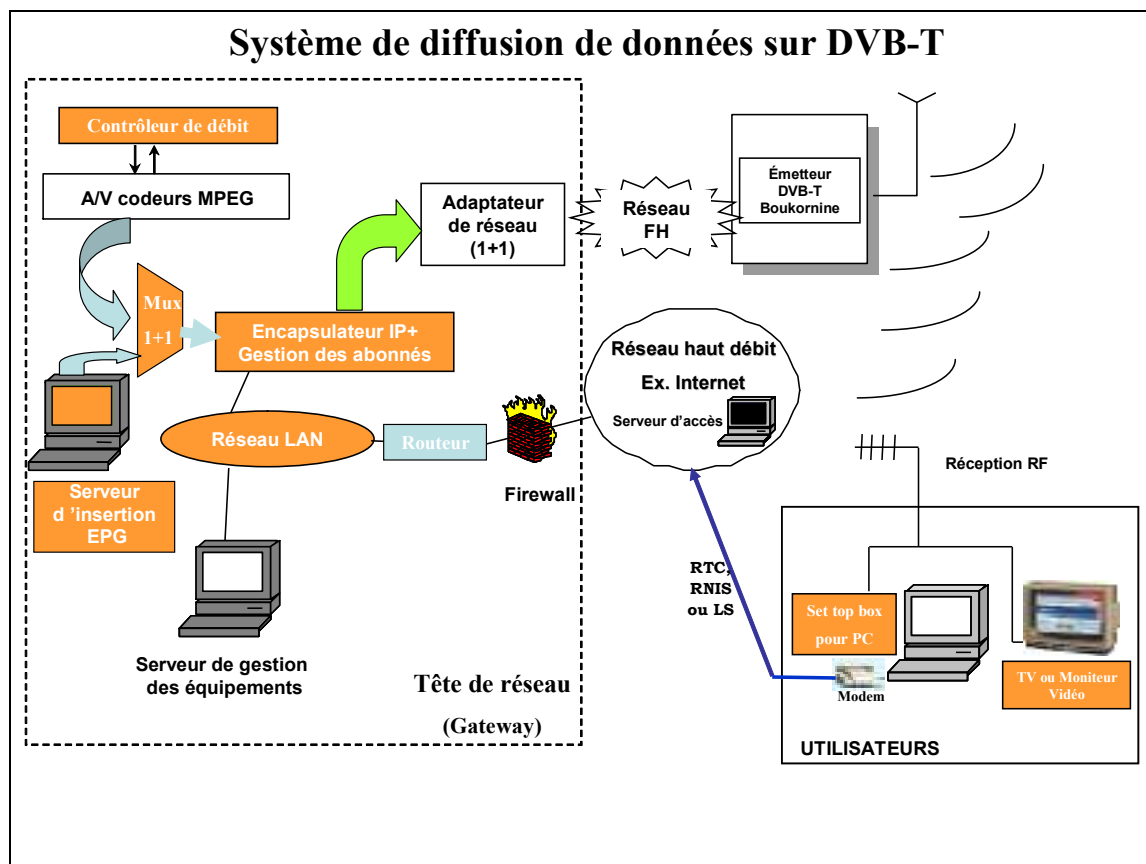 Système de diffusion de données sur DVB-T
Contrôleur de débit
A/V codeurs MPEG
Mux
1+1
Encapsulateur IP+
Gestion des abonnés
Adaptateur
de réseau
(1+1)
Réseau
FH
Émetteur
DVB-T
Boukornine
Réseau haut débit
Ex. Internet
Serveur d'accès
Réseau LAN
Routeur
Firewall
Serveur
d 'insertion
EPG
Serveur de gestion
des équipements
Tête de réseau
(Gateway)
RTC,
RNIS
ou LS
Réception RF
Set top box
pour PC
Modem
TV ou Moniteur
Vidéo
UTILISATEURS